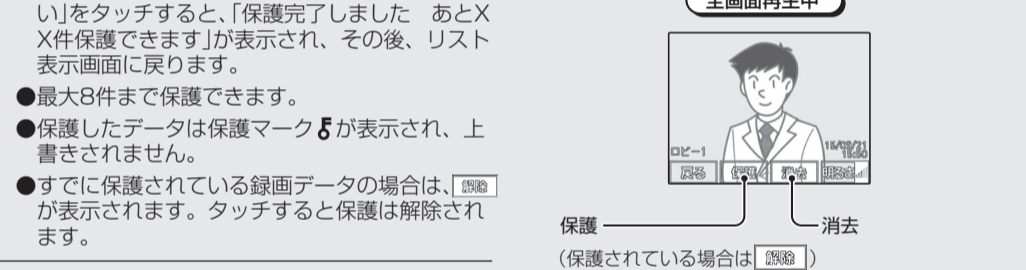 い」をタッチすると、「保護完了しました　あとX
X件保護できます」が表示され、その後、リスト
表示画面に戻ります。
●最大8件まで保護できます。
●保護したデータは保護マークが表示され、上
書きされません。
●すでに保護されている録画データの場合は、解除
が表示されます。タッチすると保護は解除され
ます。
全画面再生中
ロビー1
15:50
戻る 保護 消去 明るさ
保護 消去
(保護されている場合は 解除 )